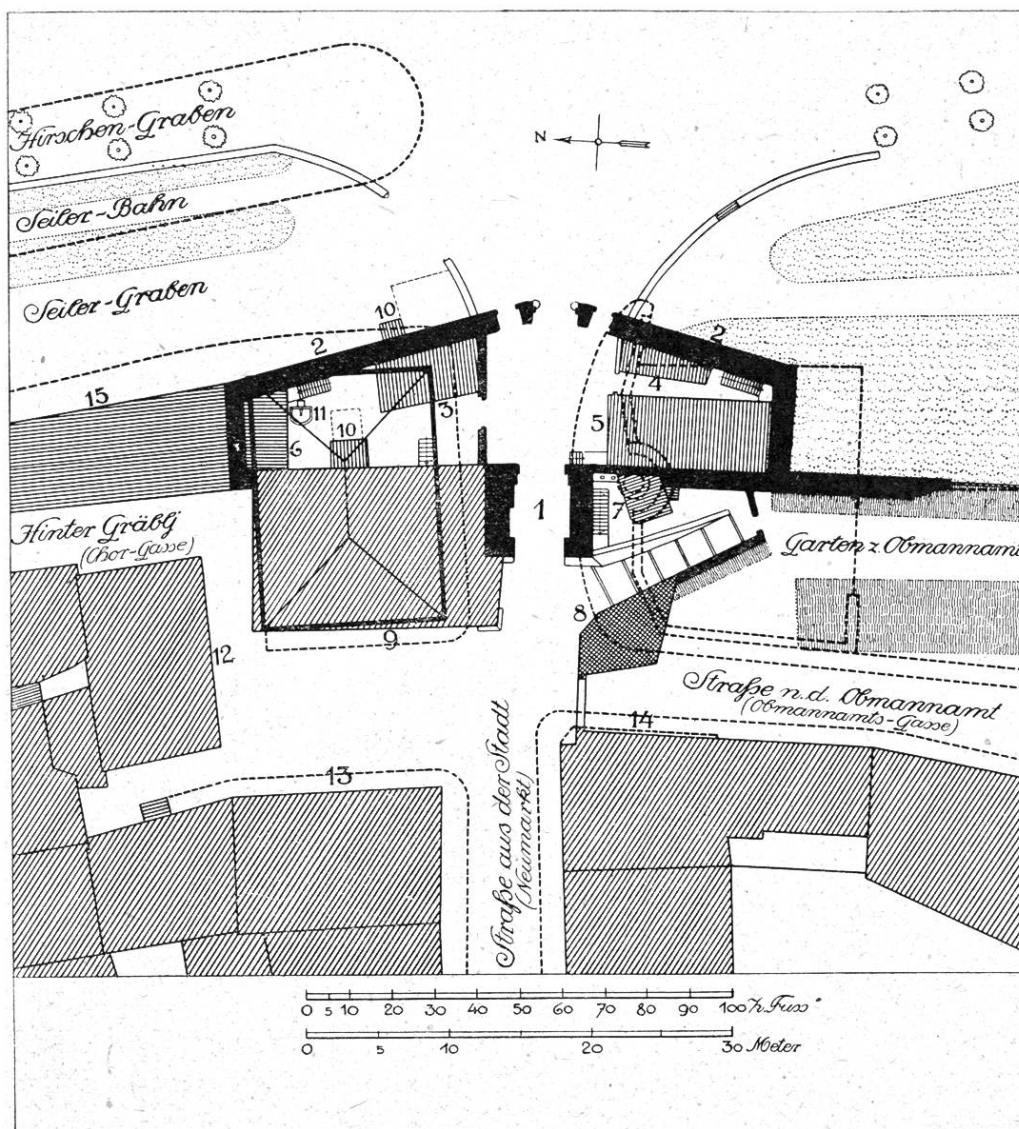 Hirschen-Graben
N
Seiler-Bahn
Seiler-Graben
10
2
2
15
3
4
11
5
10
6
1
7
Hinter Gräblj
(Chor-Gasse)
Garten z. Obmannamt
8
9
12
Straße n. d. Obmannamt
(Obmannamts-Gasse)
14
13
Straße aus der Stadt
(Neumarkt)
0 5 10 20 30 40 50 60 70 80 90 100 z. Fuss
0 5 10 20 30 Meter